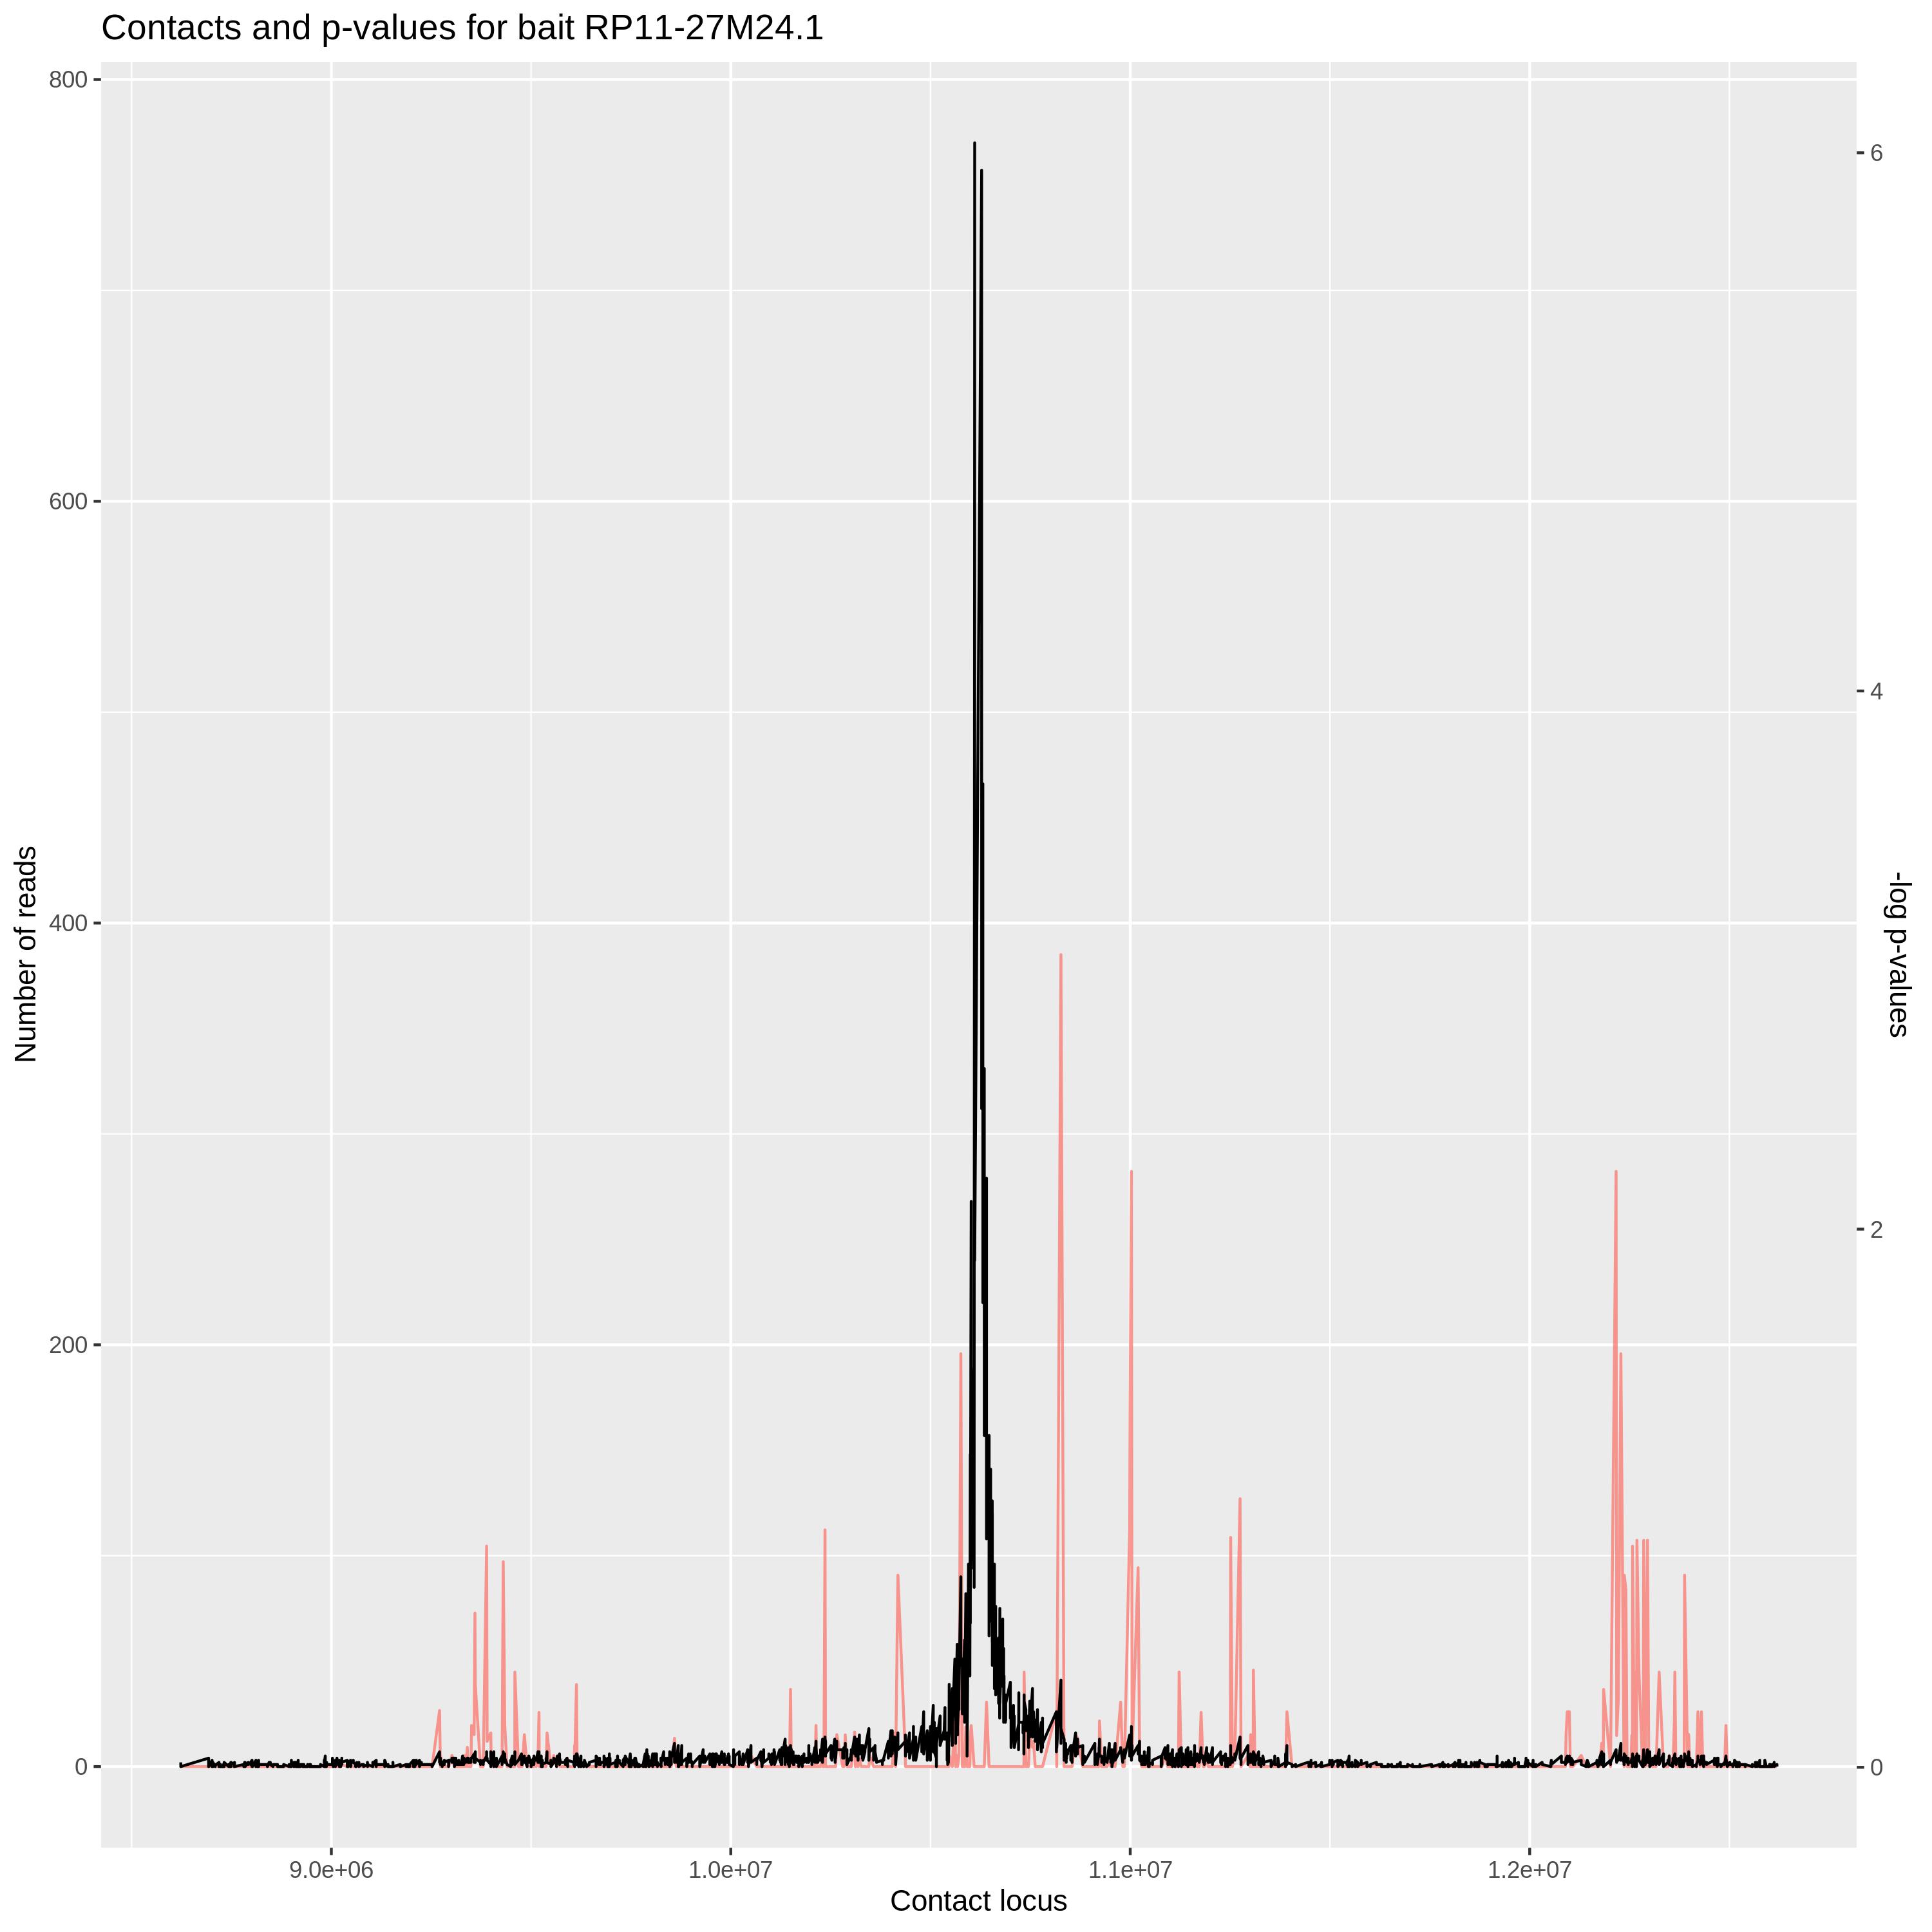 Contacts and p-values for bait RP11-27M24.1
800
600
400
200
0
Number of reads
6
4
2
0
-log p-values
9.0e+06
1.0e+07
1.1e+07
1.2e+07
Contact locus